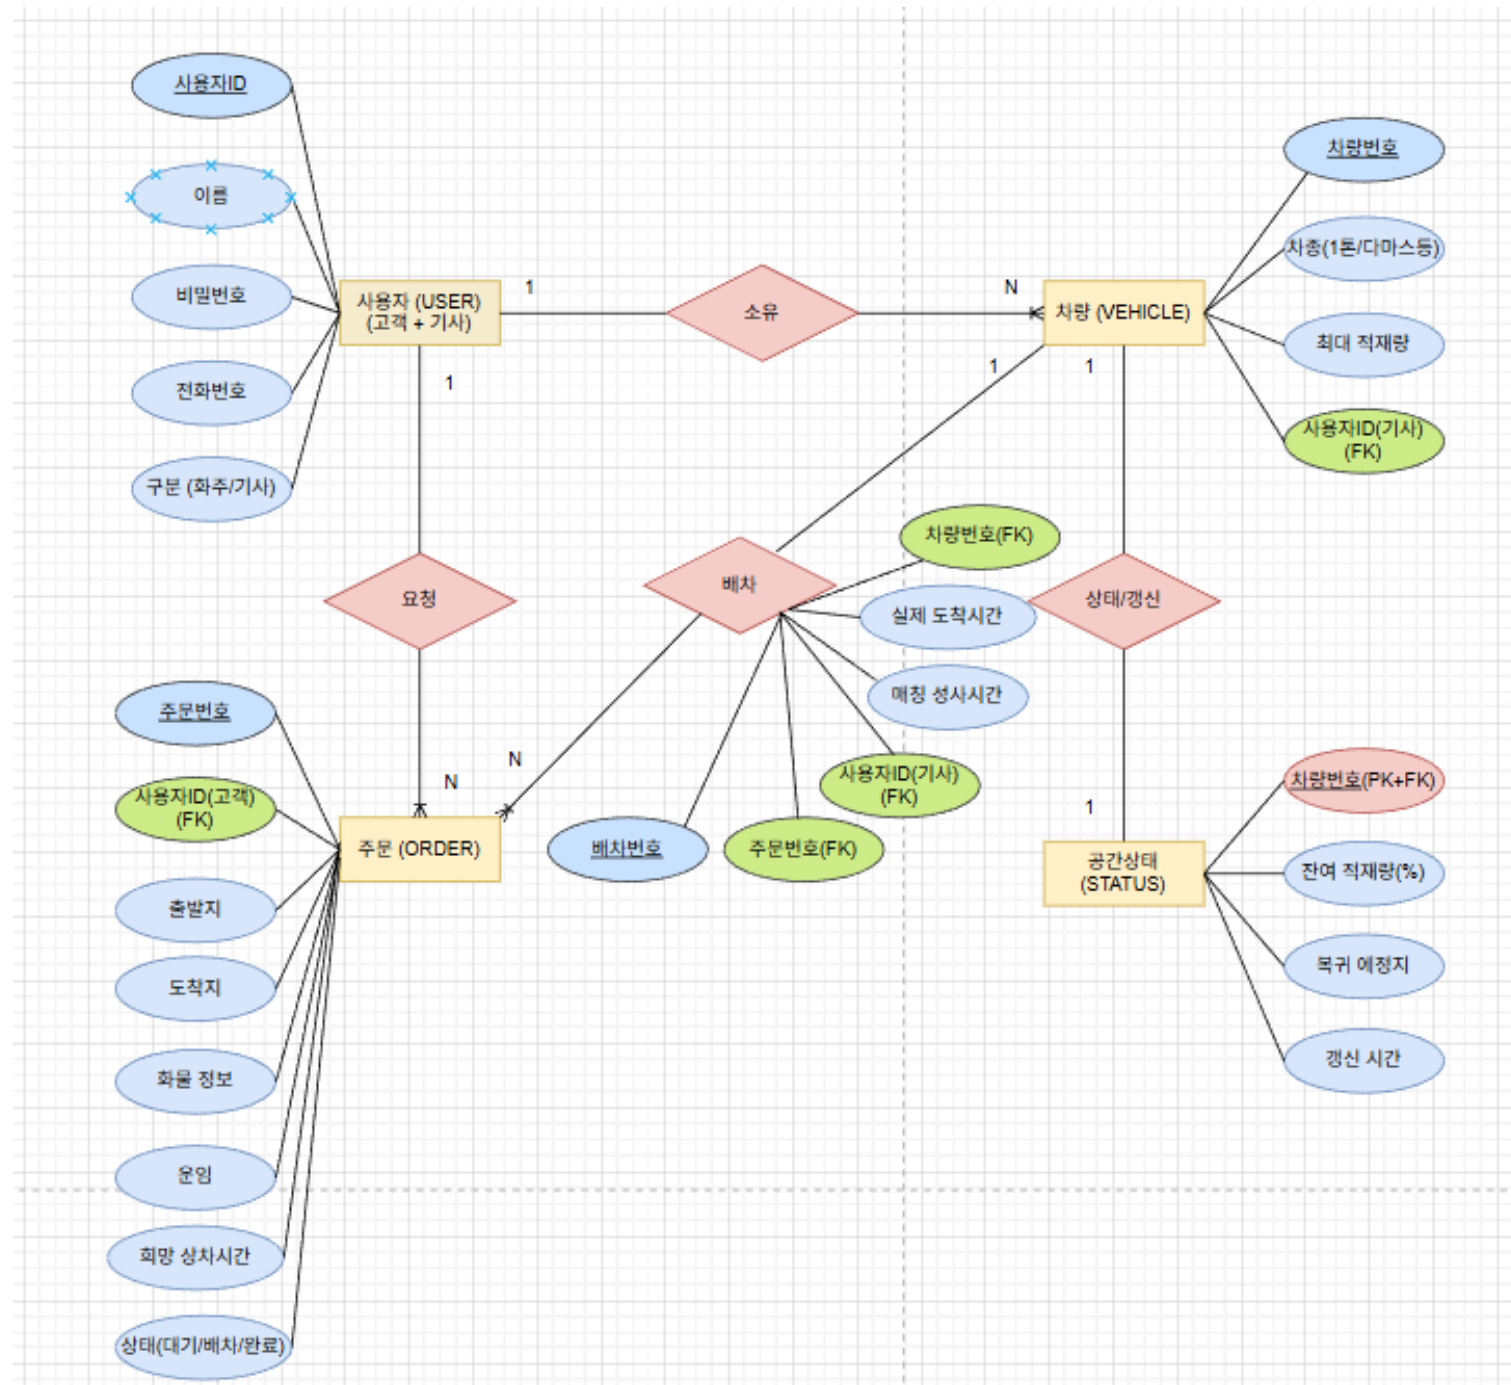 사용자ID
이름
비밀번호
전화번호
구분 (화주/기사)
사용자 (USER)
(고객 + 기사)
1
소유
N
차량 (VEHICLE)
차량번호
차종(1톤/다마스등)
최대 적재량
사용자ID(기사)
(FK)
1
요청
N
1
배차
N
차량번호(FK)
실제 도착시간
매칭 성사시간
사용자ID(기사)
(FK)
주문번호(FK)
배차번호
1
상태/갱신
1
주문번호
사용자ID(고객)
(FK)
출발지
도착지
화물 정보
운임
희망 상차시간
상태(대기/배차/완료)
주문 (ORDER)
공간상태
(STATUS)
차량번호(PK+FK)
잔여 적재량(%)
복귀 예정지
갱신 시간